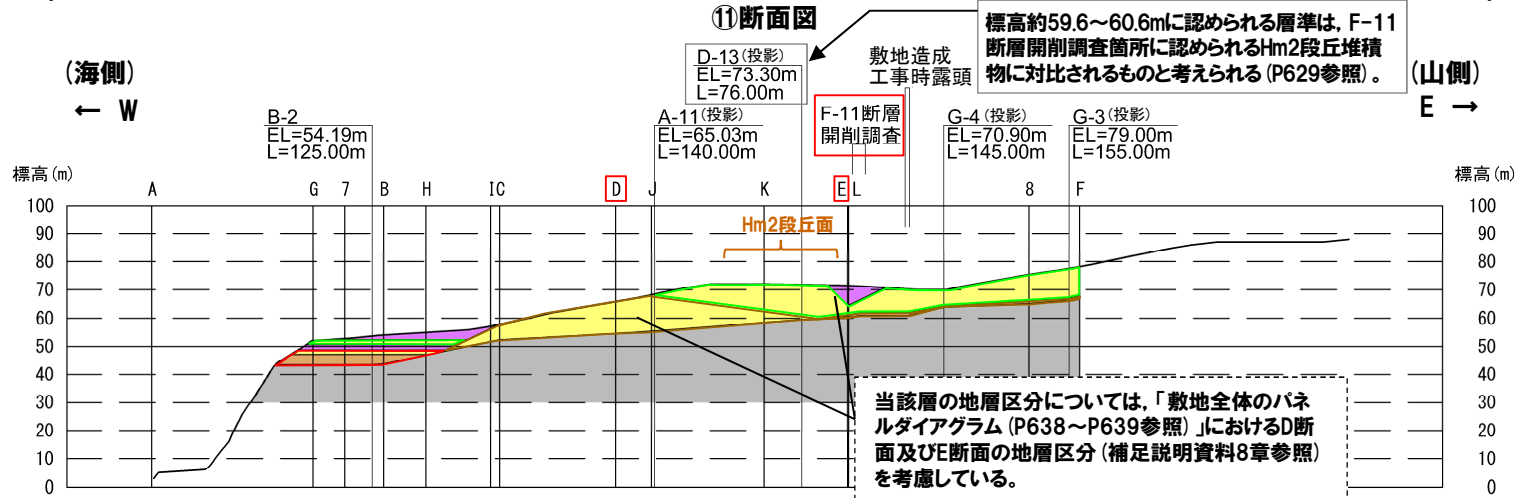 ⑪断面図
標高約59.6～60.6mに認められる層準は，F-11
断層開削調査箇所に認められるHm2段丘堆積
物に対比されるものと考えられる（P629参照）。
（海側）
← W
（山側）
E →
D-13（投影）
EL=73.30m
L=76.00m
敷地造成
工事時露頭
B-2
EL=54.19m
L=125.00m
A-11（投影）
EL=65.03m
L=140.00m
F-11断層
開削調査
G-4（投影）
EL=70.90m
L=145.00m
G-3（投影）
EL=79.00m
L=155.00m
標高(m)
標高(m)
A G 7 B H I C D J K E L 8 F
Hm2段丘面
100 100
90 90
80 80
70 70
60 60
50 50
40 40
30 30
20 20
10 10
0 0
当該層の地層区分については，「敷地全体のパネ
ルダイアグラム（P638～P639参照）」におけるD断
面及びE断面の地層区分（補足説明資料8章参照）
を考慮している。